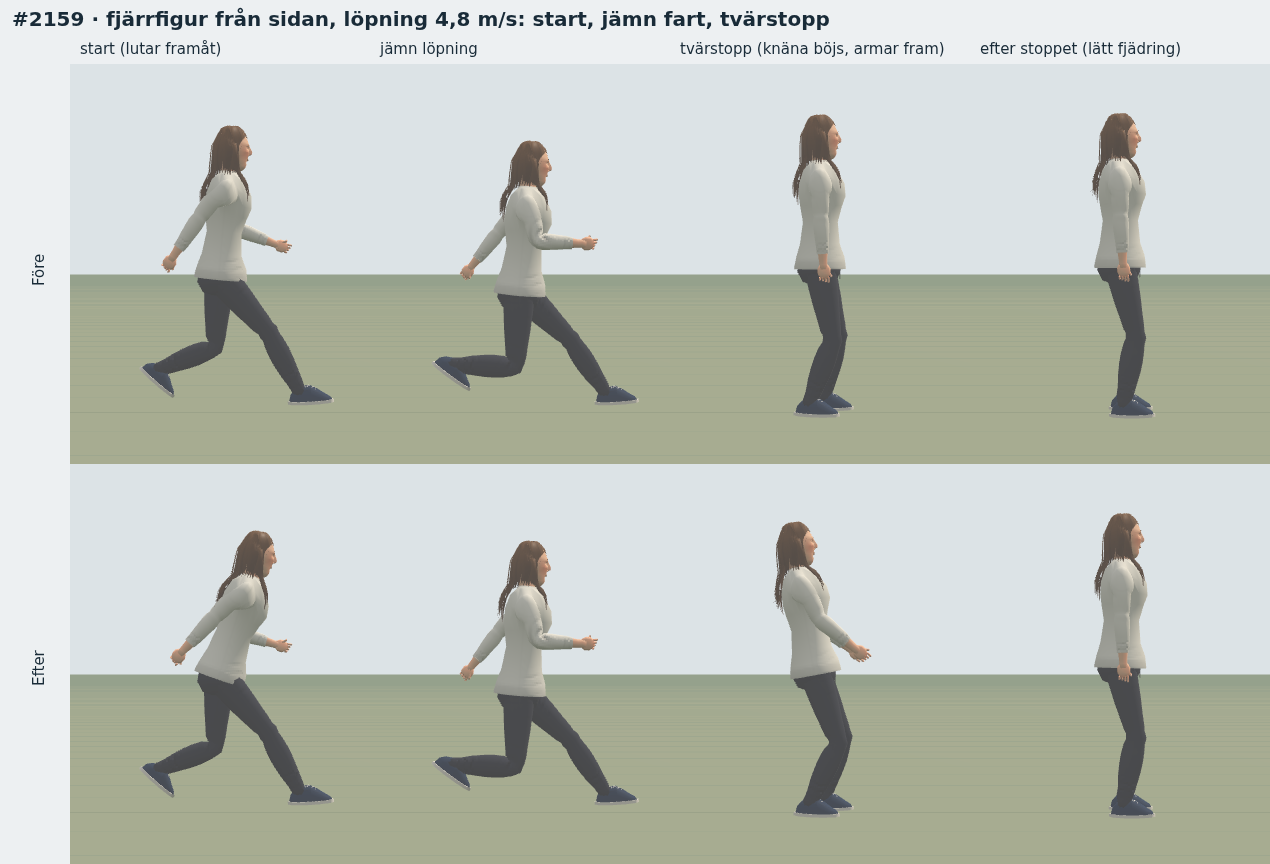 #2159 · fjärrfigur från sidan, löpning 4,8 m/s: start, jämn fart, tvärstopp
start (lutar framåt) jämn löpning tvärstopp (knäna böjs, armar fram) efter stoppet (lätt fjädring)
Före
Efter